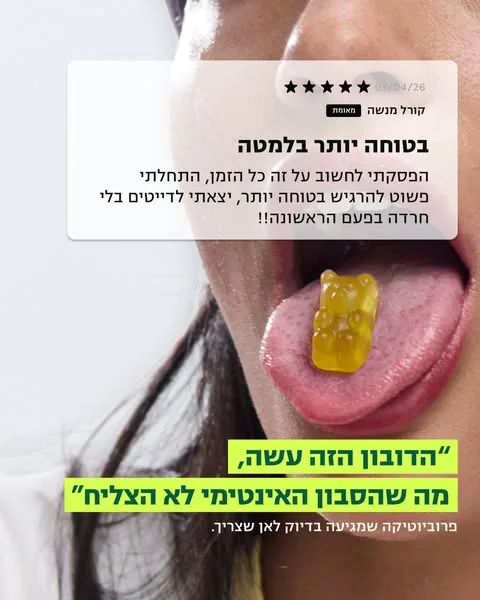 ★★★★★ 03/04/26
קורל מנשה מאומת
בטוחה יותר בלמטה
הפסקתי לחשוב על זה כל הזמן, התחלתי
פשוט להרגיש בטוחה יותר, יצאתי לדייטים בלי
חרדה בפעם הראשונה!!
“הדובון הזה עשה,
מה שהסבון האינטימי לא הצליח”
פרוביוטיקה שמגיעה בדיוק לאן שצריך.